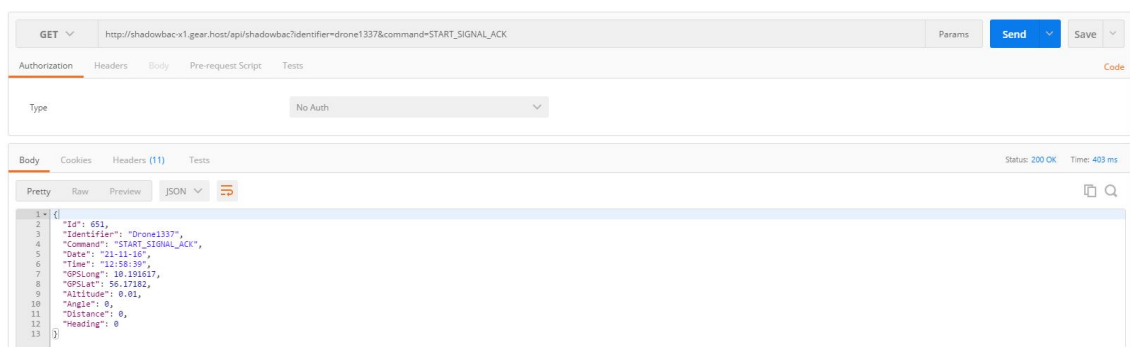 GET http://shadowbac-x1.gear.host/api/shadowbac?identifier=drone1337&command=START_SIGNAL_ACK Params Send Save
Authorization Headers Body Pre-request Script Tests Code
Type No Auth
Body Cookies Headers (11) Tests Status: 200 OK Time: 403 ms
Pretty Raw Preview JSON
1 {
2 "Id": 651,
3 "Identifier": "Drone1337",
4 "Command": "START_SIGNAL_ACK",
5 "Date": "21-11-16",
6 "Time": "12:58:39",
7 "GPSLong": 10.191617,
8 "GPSLat": 56.17182,
9 "Altitude": 0.01,
10 "Angle": 0,
11 "Distance": 0,
12 "Heading": 0
13 }